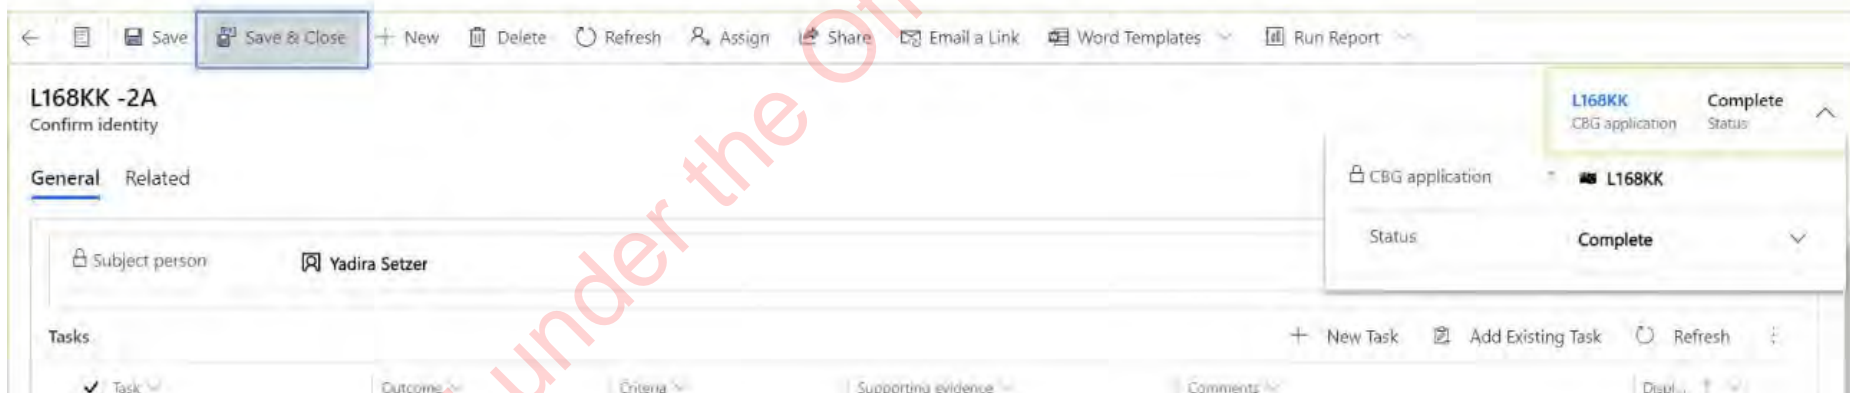 Save Save & Close New Delete Refresh Assign Share Email a Link Word Templates Run Report
L168KK -2A
Confirm identity
L168KK Complete
CBG application Status
General Related
CBG application * L168KK
Status Complete
Subject person Yadira Setzer
Tasks New Task Add Existing Task Refresh
Task Outcome Criteria Supporting evidence Comments Displ...
under the